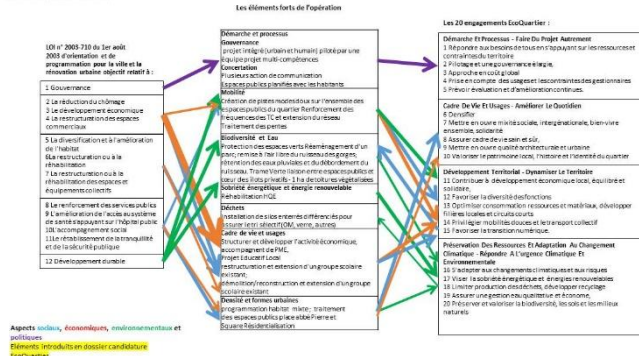 Les éléments forts de l'opération
LOI n° 2003-710 du 1er août
2003 d'orientation et de
programmation pour la ville et la
rénovation urbaine objectif relatif à :
1 Gouvernance
2 La réduction du chômage
3 Le développement économique
4 La restructuration des espaces
commerciaux
5 La diversification et à l'amélioration
de l'habitat
6La restructuration ou à la
réhabilitation
7 La restructuration ou à la
réhabilitation des espaces et
équipements collectifs
8 Le renforcement des services publics
9 L'amélioration de l'accès au système
de santé s'appuyant sur l'hôpital public
10L'accompagnement social
11Le rétablissement de la tranquillité
et de la sécurité publique
12 Développement durable
Démarche et processus
Gouvernance
projet intégré (urbain et humain) piloté par une
équipe projet multi-compétences
Concertation
Plusieurs action de communication
Espaces publics planifiés avec les habitants
Mobilité
Création de pistes modes doux sur l'ensemble des
espaces publics du quartier Renforcement des
fréquences des TC et extension du réseau
Traitement des pentes
Biodiversité et Eau
Protection des espaces verts Réaménagement d'un
parc; remise à l'air libre du ruisseau des gorges;
rétention des eaux pluviales et du débordement du
ruisseau. Trame Verte liaison entre espaces publics et
cœur des îlots privatifs - 1 ha de toitures végétalisées
Sobriété énergétique et énergie renouvelable
Réhabilitation HQE
Déchets
Installation de silos enterrés différenciés pour
assurer le tri sélectif(OM, verre, autres)
Cadre de vie et usages
Structurer et développer l'activité économique,
accompagnent de PME,
Projet Educatif Local
restructuration et extension d'un groupe scolaire
existant;
démolition/reconstruction et extension d'un groupe
scolaire existant
Densité et formes urbaines
programmation habitat mixte; traitement
des espaces publics place abbé Pierre et
Square Résidentialisation
Les 20 engagements EcoQuartier :
Démarche Et Processus - Faire Du Projet Autrement
1 Répondre aux besoins de tous en s'appuyant sur les ressources et
contraintes du territoire
2 Pilotage et une gouvernance élargie,
3 Approche en coût global
4 Prise en compte des usages et les contraintes des gestionnaires
5 Prévoir évaluation et d'amélioration continues.
Cadre De Vie Et Usages - Améliorer Le Quotidien
6 Densifier
7 Mettre en œuvre mixité sociale, intergénationale, bien-vivre
ensemble, solidarité
8 Assurer cadre de vie sain et sûr,
9 Mettre en œuvre qualité architecturale et urbaine
10 Valoriser le patrimoine local, l'histoire et l'identité du quartier
Développement Territorial - Dynamiser Le Territoire
11 Contribuer à développement économique local, équilibré et
solidaire,
12 Favoriser la diversité des fonctions
13 Optimiser consommation ressources et matériaux, développer
filières locales et circuits courts
14 Privilégier mobilités douces et le transport collectif
15 Favoriser la transition numérique.
Préservation Des Ressources Et Adaptation Au Changement
Climatique - Répondre A L'urgence Climatique Et
Environnementale
16 S'adapter aux changements climatiques et aux risques
17 Viser la sobriété énergétique et énergies renouvelables
18 Limiter production des déchets, développer recyclage
19 Assurer une gestion eau qualitative et économe,
20 Préserver et valoriser la biodiversité, les sols et les milieux
naturels
Aspects sociaux, économiques, environnementaux et
politiques
Eléments introduits en dossier candidature
EcoQuartier